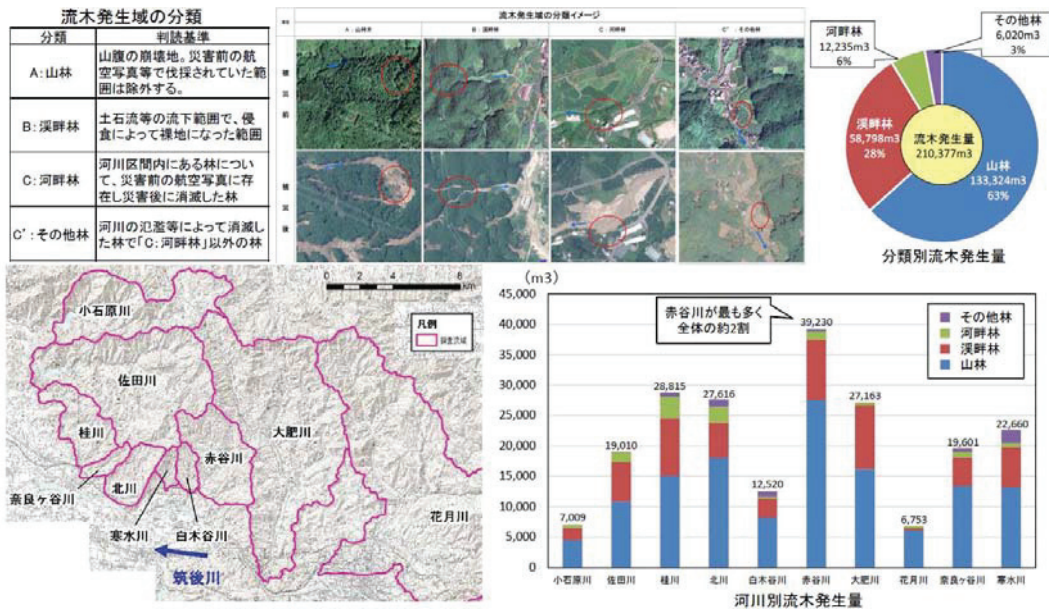 流木発生域の分類
分類 判読基準
A:山林
山腹の崩壊地。災害前の航
空写真等で伐採されていた範
囲は除外する。
B:渓畔林
土石流等の流下範囲で、侵
食によって裸地になった範囲
C:河畔林
河川区間内にある林につい
て、災害前の航空写真に存
在し災害後に消滅した林
C':その他林
河川の氾濫等によって消滅し
た林で「C:河畔林」以外の林
流木発生域の分類イメージ
A:山林 B:渓畔林 C:河畔林 C':その他林
河畔林
12,235m3
6%
その他林
6,020m3
3%
渓畔林
58,798m3
28%
流木発生量
210,377m3
山林
133,324m3
63%
分類別流木発生量
0 2 4 6 8
km
凡例
調査流域
小石原川
佐田川
桂川
大肥川
赤谷川
奈良ヶ谷川
北川
花月川
寒水川
白木谷川
筑後川
(m3)
45,000
40,000
35,000
30,000
25,000
20,000
15,000
10,000
5,000
0
赤谷川が最も多く
全体の約2割
その他林
河畔林
渓畔林
山林
7,009
19,010
28,815
27,616
12,520
39,230
27,163
6,753
19,601
22,660
小石原川 佐田川 桂川 北川 白木谷川 赤谷川 大肥川 花月川 奈良ヶ谷川 寒水川
河川別流木発生量